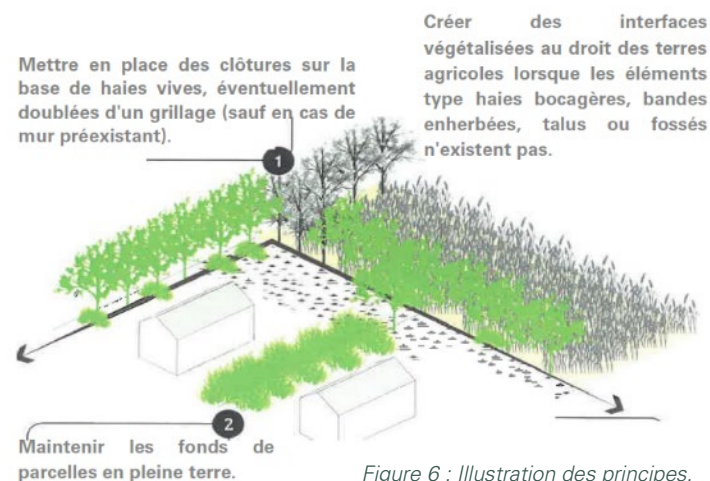 Mettre en place des clôtures sur la
base de haies vives, éventuellement
doublées d'un grillage (sauf en cas de
mur préexistant).
1
Créer des interfaces
végétalisées au droit des terres
agricoles lorsque les éléments
type haies bocagères, bandes
enherbées, talus ou fossés
n'existent pas.
2
Maintenir les fonds de
parcelles en pleine terre.
Figure 6 : Illustration des principes.